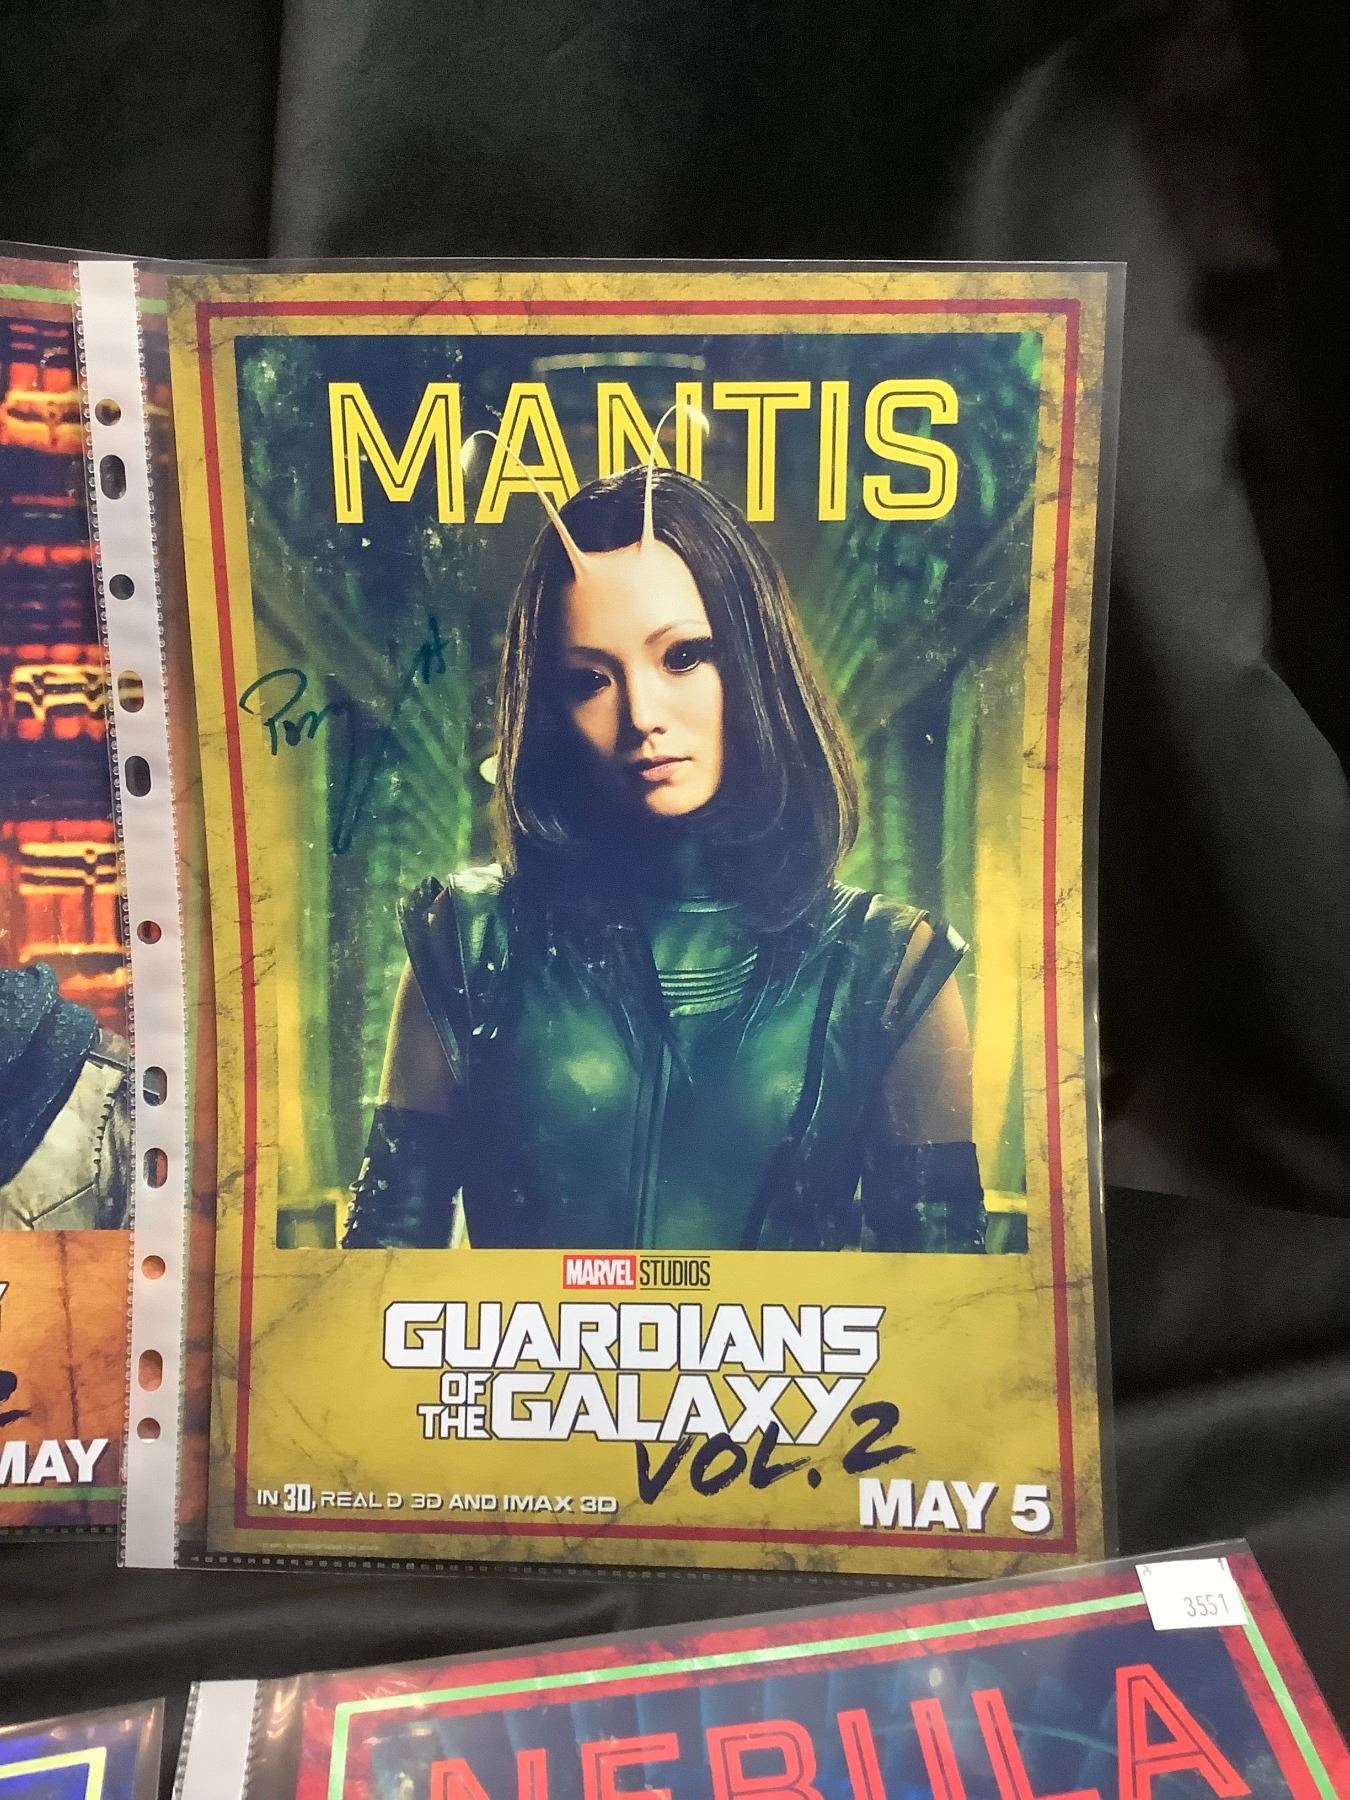 MANTIS
MARVEL STUDIOS
GUARDIANS
OF THE GALAXY
VOL. 2
IN 3D, REAL D 3D AND IMAX 3D
MAY 5
MAY
3551
NEBULA